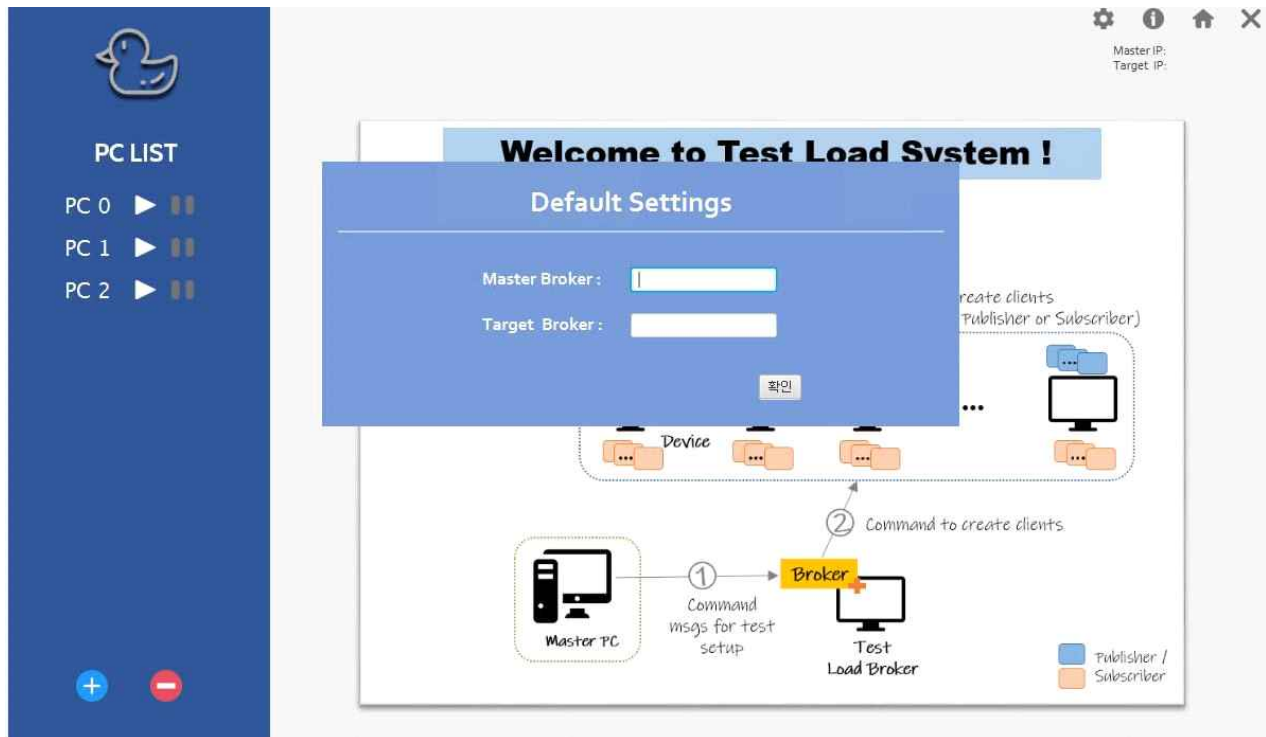 PC LIST
PC 0
PC 1
PC 2
Master IP:
Target IP:
Welcome to Test Load System !
Default Settings
Master Broker :
Target Broker :
확인
create clients
Publisher or Subscriber)
...
Device
...
...
...
...
...
2 Command to create clients
1
Command
msgs for test
setup
Broker
Master PC
Test
Load Broker
Publisher /
Subscriber